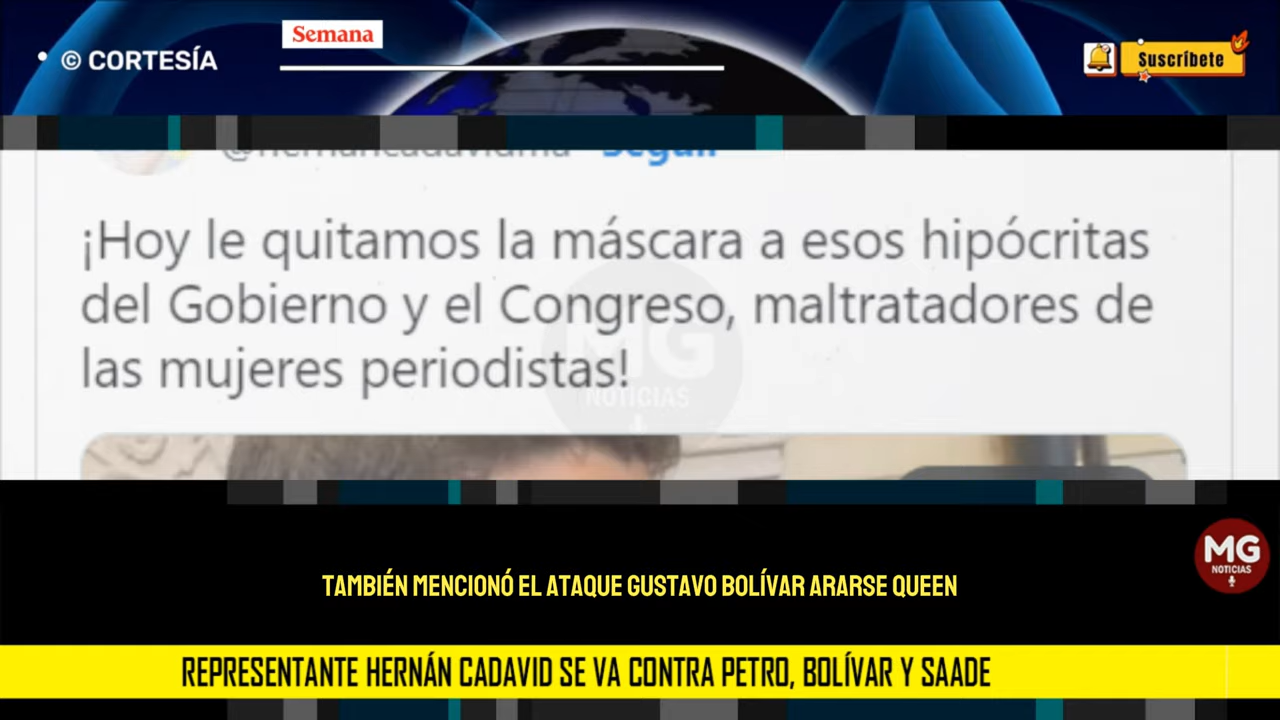 Semana
© CORTESÍA
Suscríbete
¡Hoy le quitamos la máscara a esos hipócritas
del Gobierno y el Congreso, maltratadores de
las mujeres periodistas!
MG
NOTICIAS
TAMBIÉN MENCIONÓ EL ATAQUE GUSTAVO BOLÍVAR ARARSE QUEEN
MG
NOTICIAS
REPRESENTANTE HERNÁN CADAVID SE VA CONTRA PETRO, BOLÍVAR Y SAADE